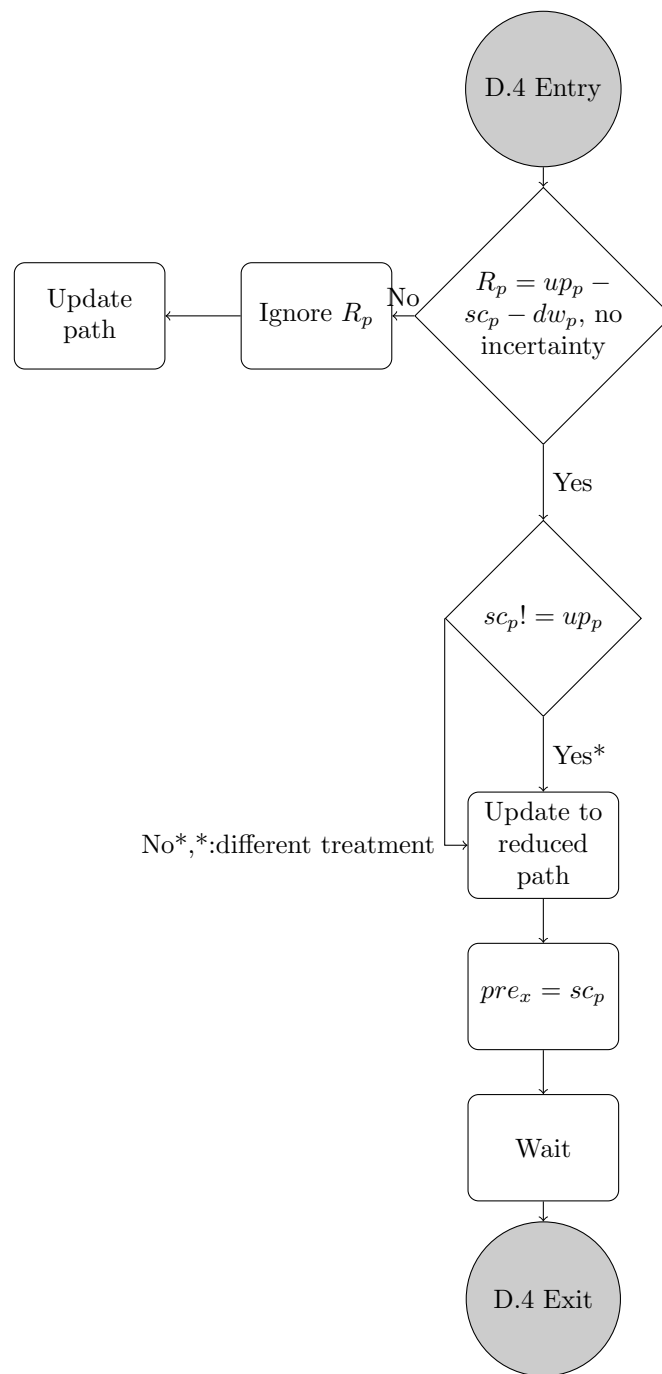 D.4 Entry
$R_p = up_p -$
$sc_p - dw_p$, no
incertainty
No
Ignore $R_p$
Update
path
Yes
$sc_p! = up_p$
Yes*
No*,*:different treatment
Update to
reduced
path
$pre_x = sc_p$
Wait
D.4 Exit